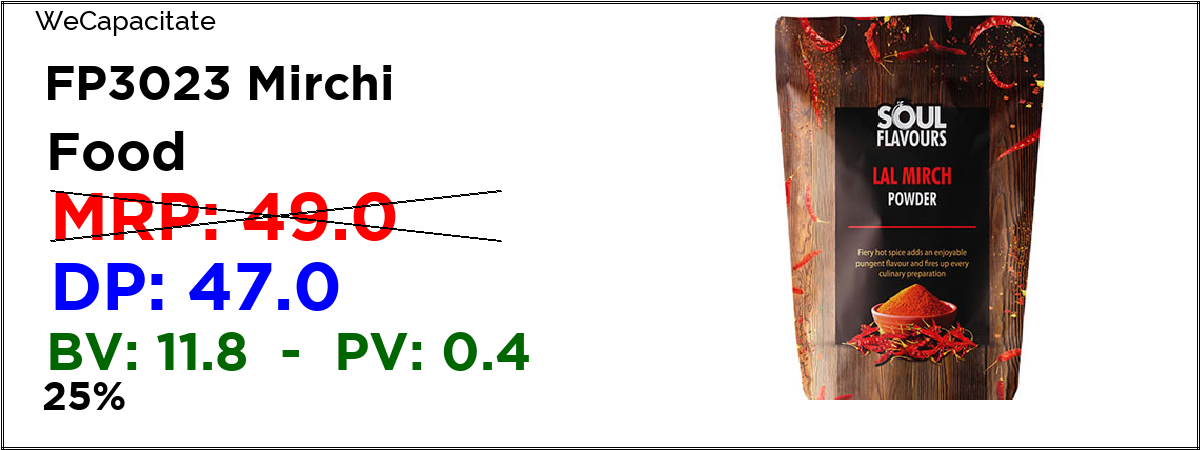 WeCapacitate
FP3023 Mirchi
Food
MRP: 49.0
DP: 47.0
BV: 11.8 - PV: 0.4
25%
SOUL
FLAVOURS
LAL MIRCH
POWDER
Fiery hot spice adds an enjoyable
pungent flavour and fires up every
culinary preparation